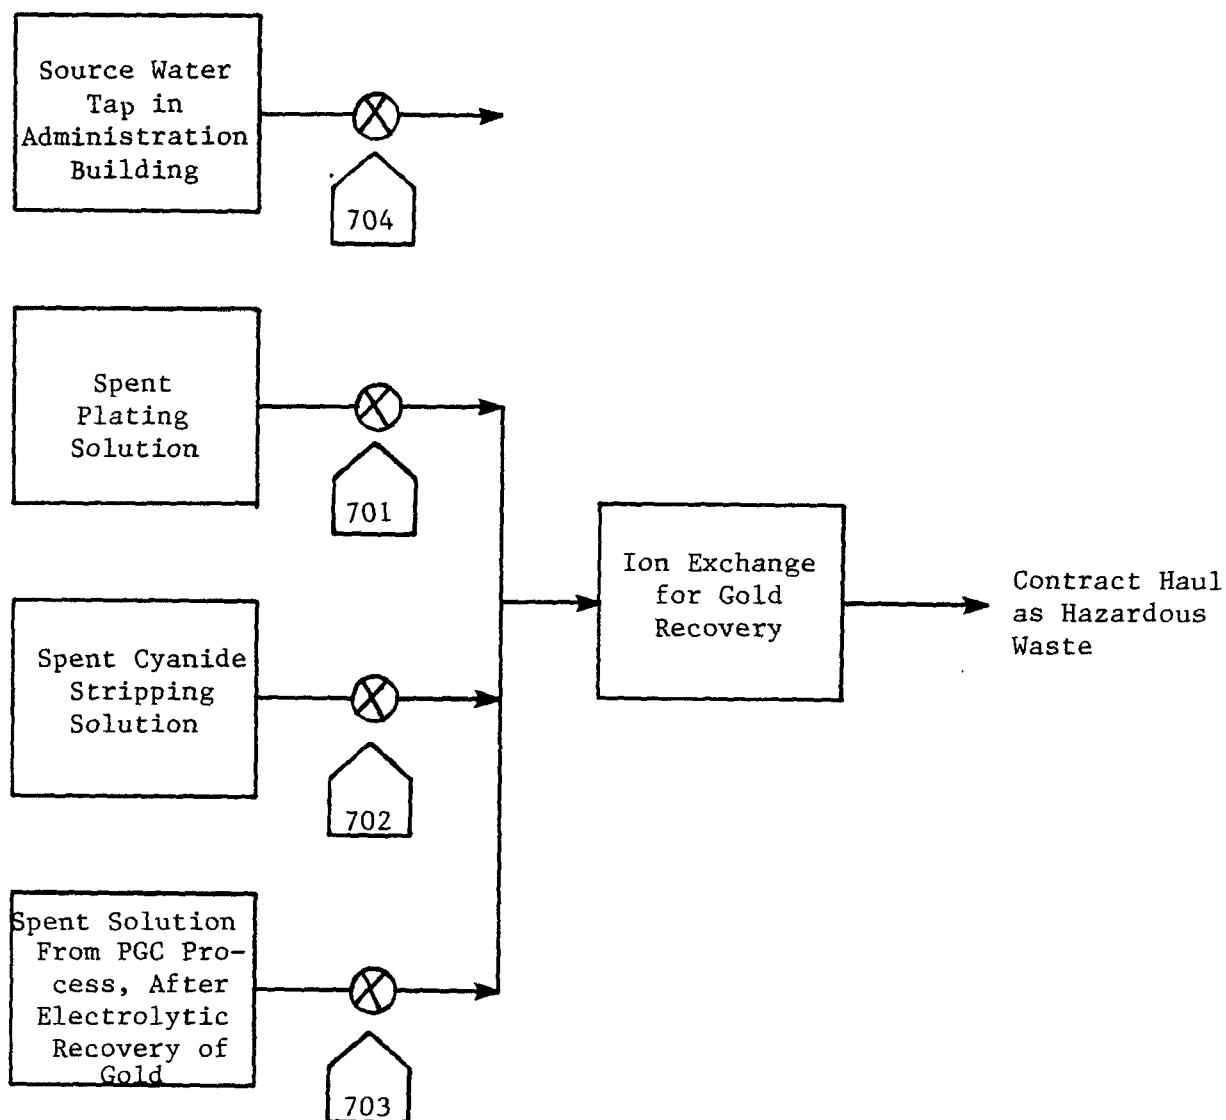 Source Water
Tap in
Administration
Building
704
Spent
Plating
Solution
701
Ion Exchange
for Gold
Recovery
Contract Haul
as Hazardous
Waste
Spent Cyanide
Stripping
Solution
702
Spent Solution
From PGC Pro-
cess, After
Electrolytic
Recovery of
Gold
703